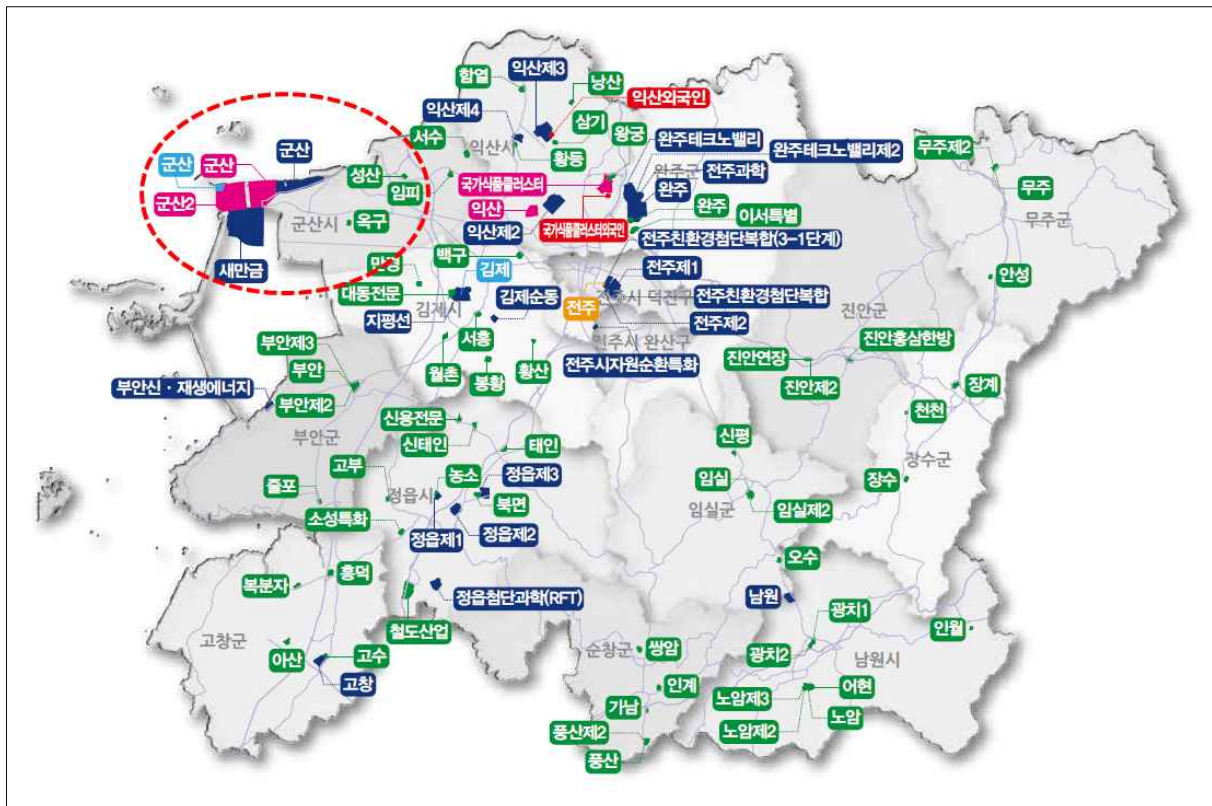 함열
익산제3
낭산
익산외국인
익산제4
삼기
왕궁
서수
익산시
황등
완주군
완주테크노밸리
완주테크노밸리제2
전주과학
무주제2
무주
무주군
군산
군산
군산
군산2
성산
임피
국가식품클러스터
완주
익산
완주
이서특별
군산시
옥구
익산제2
국가식품클러스터외국인
전주친환경첨단복합(3-1단계)
새만금
백구
김제
전주제1
안성
만경
대동전문
김제순동
전주
전주시 덕진구
전주친환경첨단복합
김제시
지평선
전주제2
진안군
서흥
전주시 완산구
부안제3
월촌
봉황
황산
전주시자원순환특화
진안홍삼한방
부안
진안연장
진안제2
장계
부안신·재생에너지
부안제2
천천
신용전문
부안군
신태인
태인
신평
장수군
고부
농소
정읍제3
정읍시
북면
임실
장수
줄포
임실군
임실제2
소성특화
정읍제1
정읍제2
오수
복분자
흥덕
정읍첨단과학(RFT)
남원
철도산업
광치1
인월
고창군
순창군
쌍암
광치2
남원시
아산
고수
고창
인계
노암제3
어현
가남
노암제2
노암
풍산제2
풍산